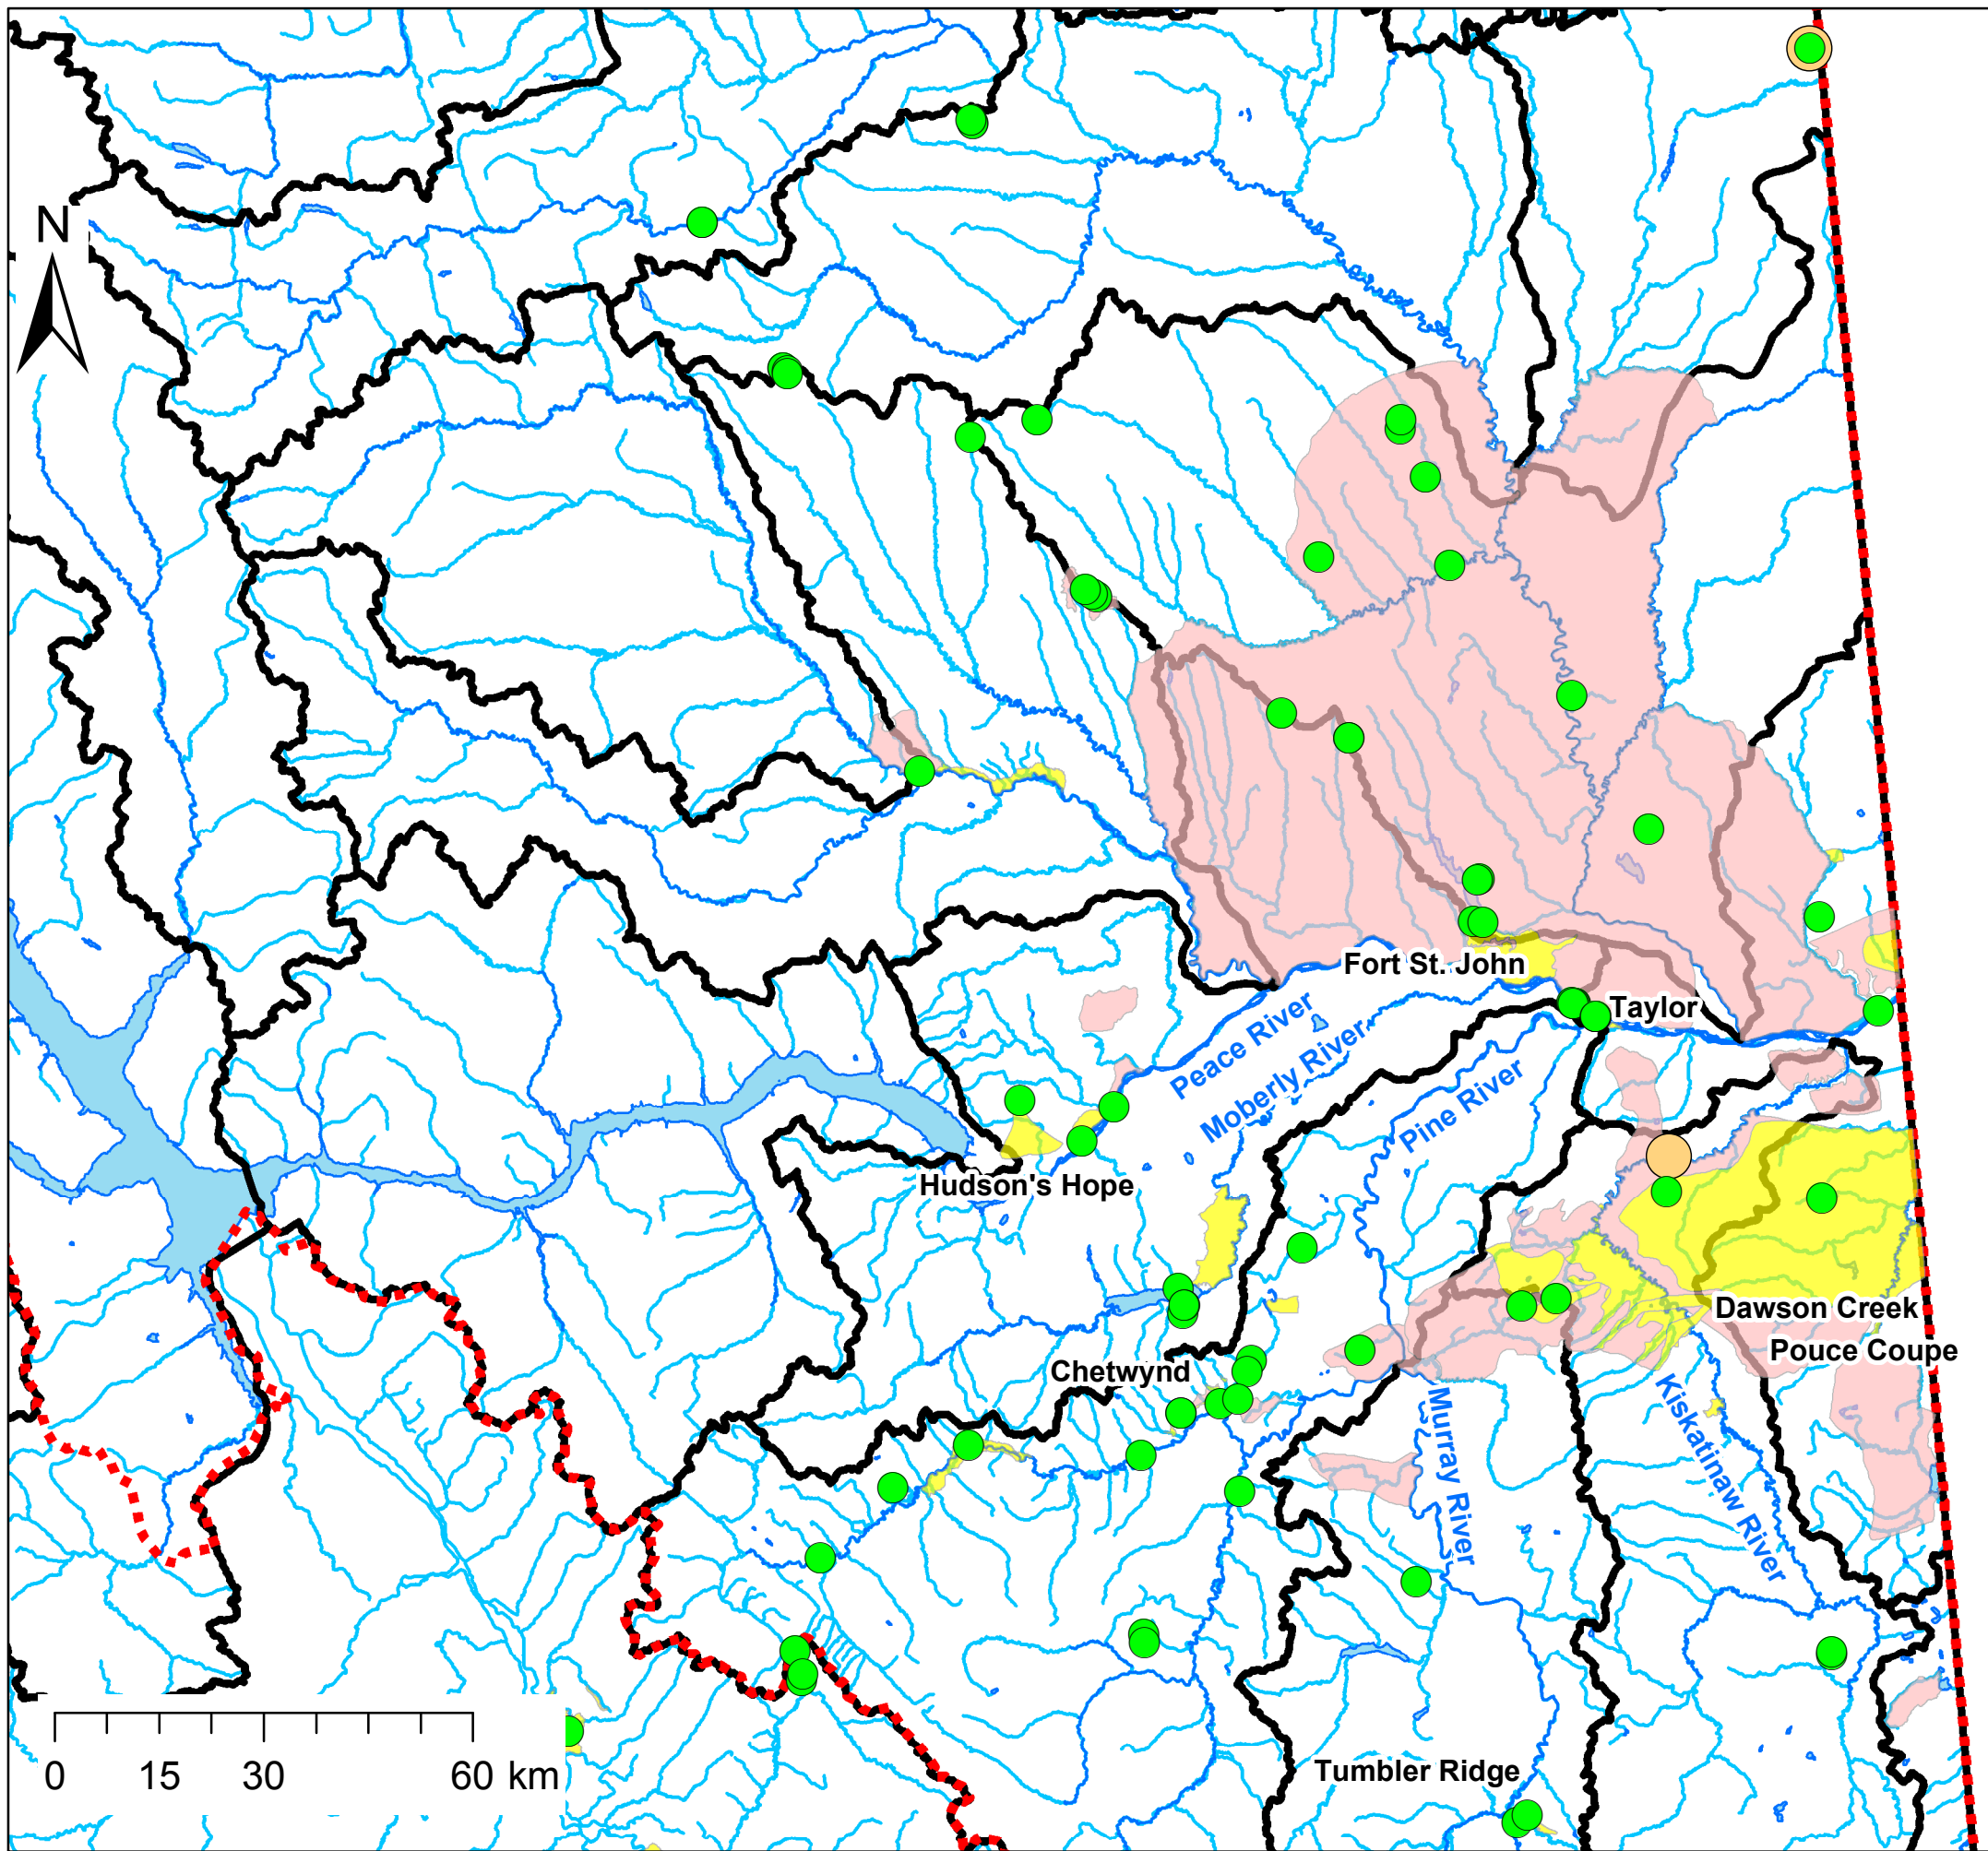 N
Fort St. John
Taylor
Peace River
Moberly River
Pine River
Hudson's Hope
Dawson Creek
Pouce Coupe
Chetwynd
Murray River
Kiskatinaw River
Tumbler Ridge
0 15 30 60 km